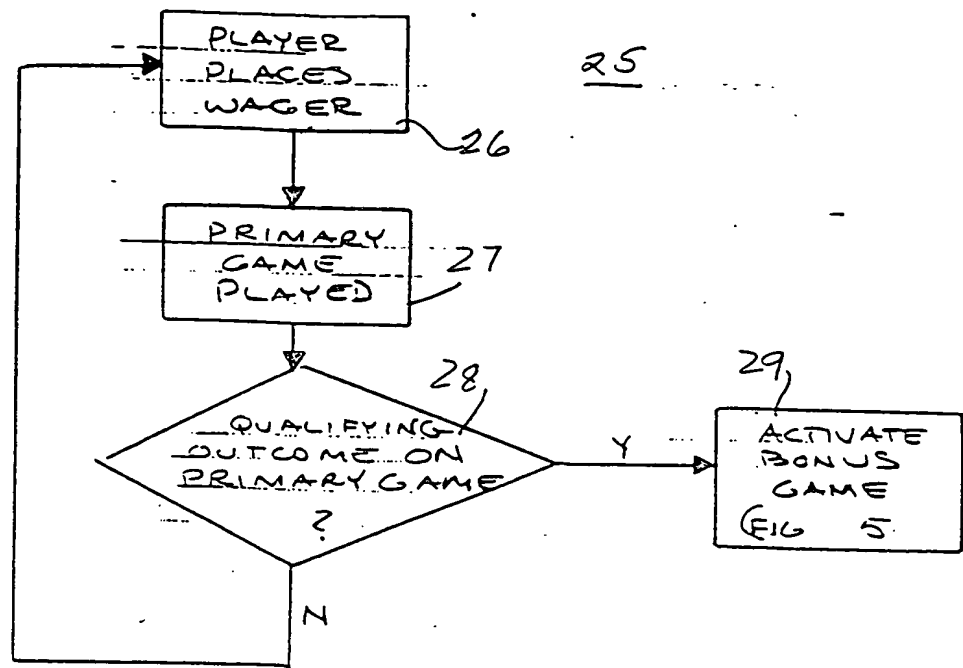 PLAYER
PLACES
WAGER
25
26
PRIMARY
GAME
PLAYED
27
28
QUALIFYING
OUTCOME ON
PRIMARY GAME
?
Y
N
29
ACTIVATE
BONUS
GAME
(FIG 5